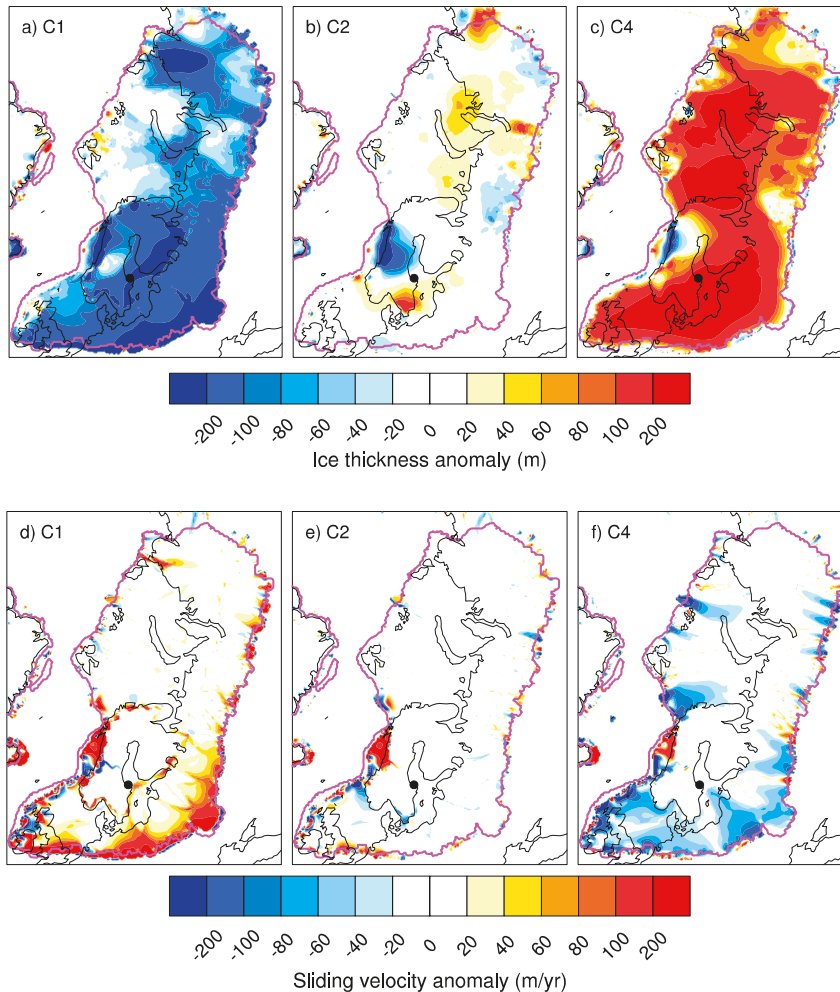 a) C1
b) C2
c) C4
-200 -100 -80 -60 -40 -20 0 20 40 60 80 100 200
Ice thickness anomaly (m)
d) C1
e) C2
f) C4
-200 -100 -80 -60 -40 -20 0 20 40 60 80 100 200
Sliding velocity anomaly (m/yr)